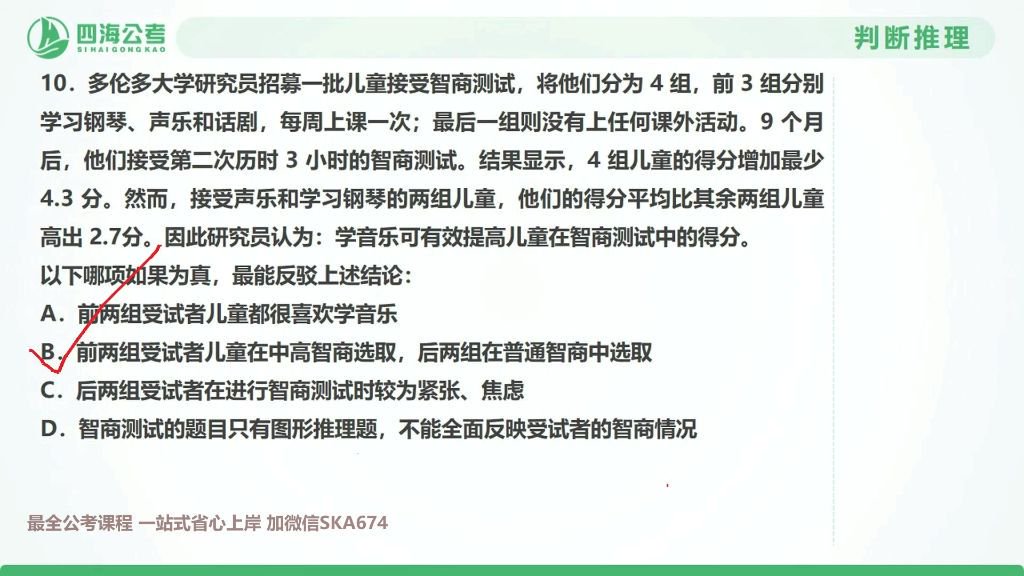 四海公考
SIHAIGONGKAO
判断推理
10. 多伦多大学研究员招募一批儿童接受智商测试，将他们分为 4 组，前 3 组分别
学习钢琴、声乐和话剧，每周上课一次；最后一组则没有上任何课外活动。9 个月
后，他们接受第二次历时 3 小时的智商测试。结果显示，4 组儿童的得分增加最少
4.3 分。然而，接受声乐和学习钢琴的两组儿童，他们的得分平均比其余两组儿童
高出 2.7分。因此研究员认为：学音乐可有效提高儿童在智商测试中的得分。
以下哪项如果为真，最能反驳上述结论：
A. 前两组受试者儿童都很喜欢学音乐
B. 前两组受试者儿童在中高智商选取，后两组在普通智商中选取
C. 后两组受试者在进行智商测试时较为紧张、焦虑
D. 智商测试的题目只有图形推理题，不能全面反映受试者的智商情况
最全公考课程 一站式省心上岸 加微信SKA674